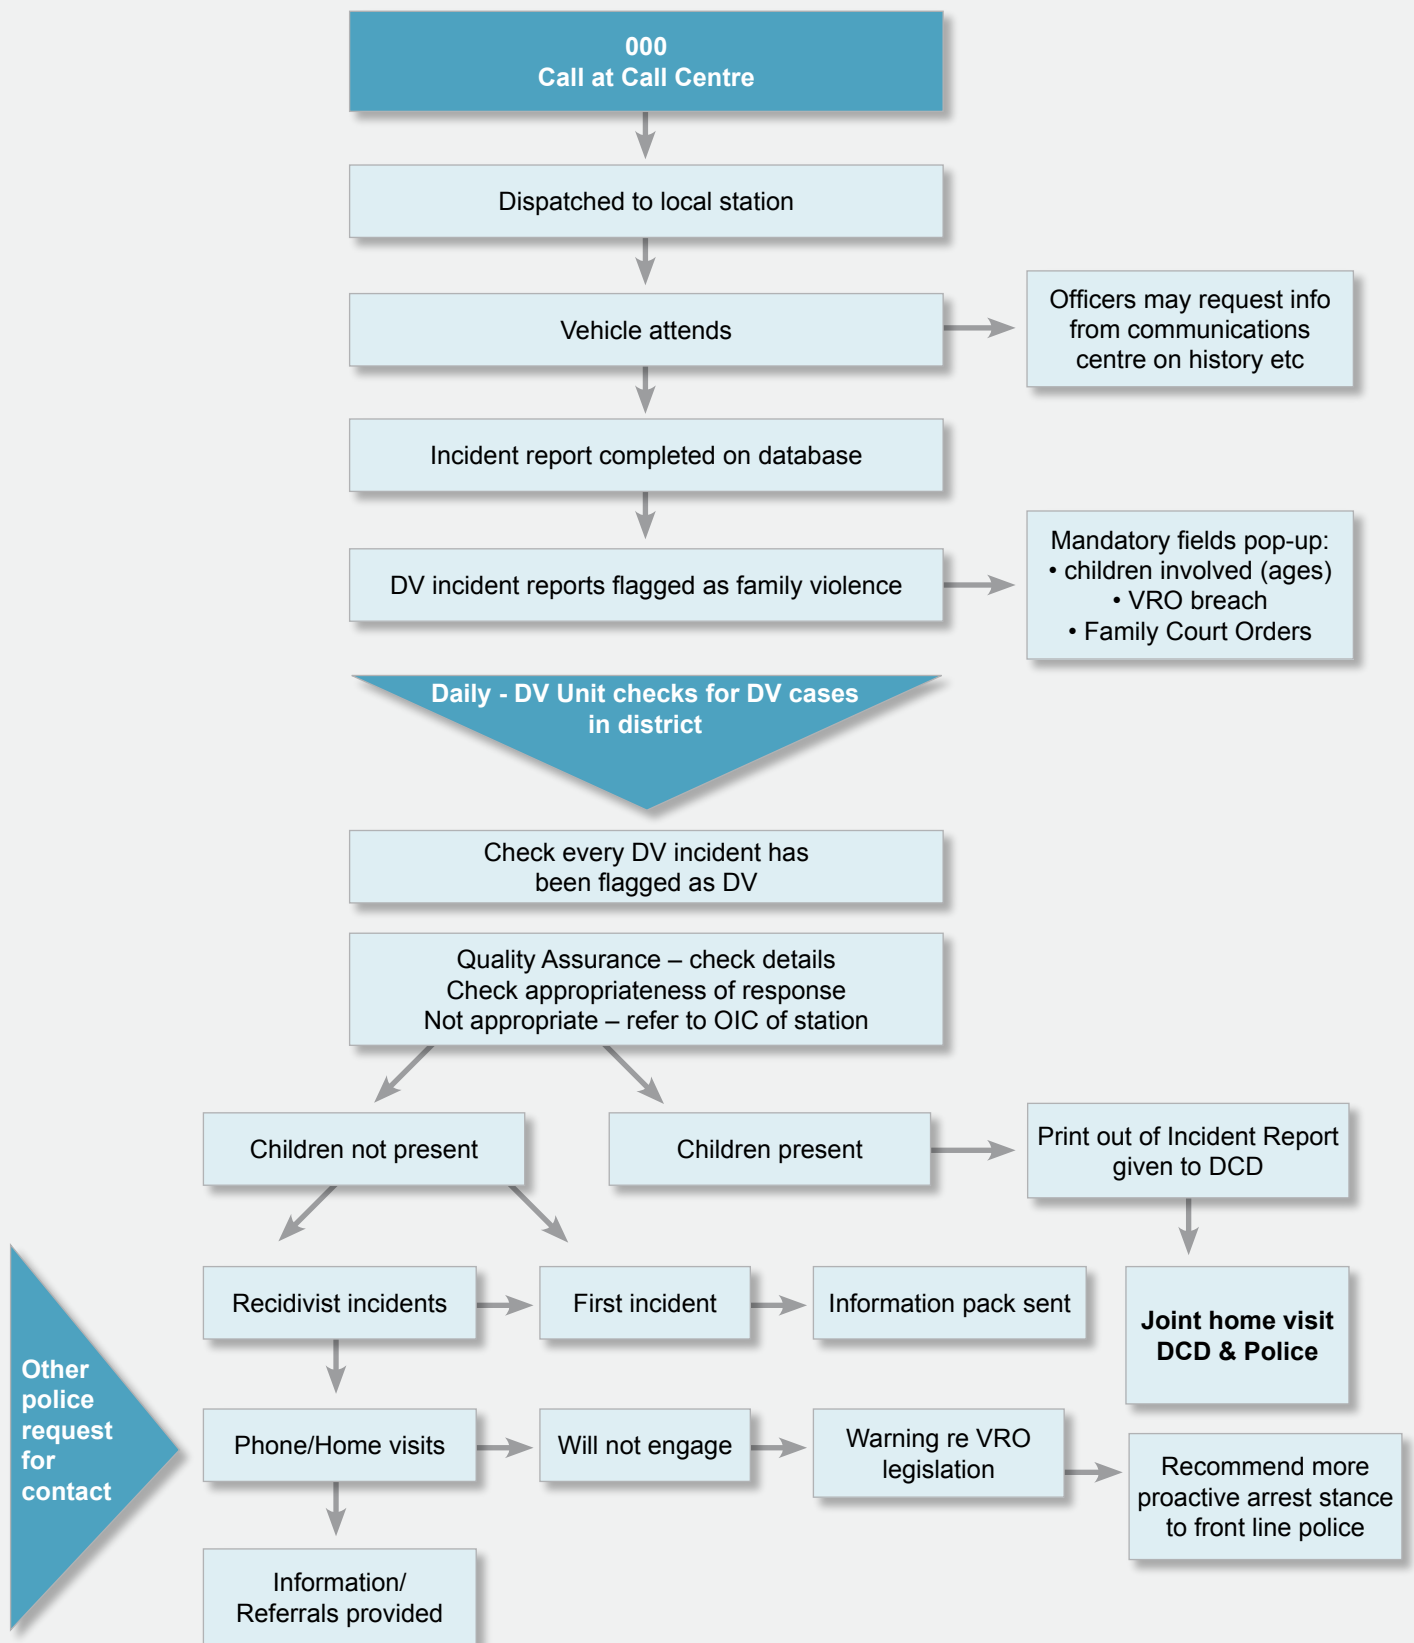 000
Call at Call Centre
Dispatched to local station
Vehicle attends
Officers may request info
from communications
centre on history etc
Incident report completed on database
DV incident reports flagged as family violence
Mandatory fields pop-up:
• children involved (ages)
• VRO breach
• Family Court Orders
Daily - DV Unit checks for DV cases
in district
Check every DV incident has
been flagged as DV
Quality Assurance – check details
Check appropriateness of response
Not appropriate – refer to OIC of station
Children not present
Children present
Print out of Incident Report
given to DCD
Recidivist incidents
First incident
Information pack sent
Joint home visit
DCD & Police
Other
police
request
for
contact
Phone/Home visits
Will not engage
Warning re VRO
legislation
Recommend more
proactive arrest stance
to front line police
Information/
Referrals provided